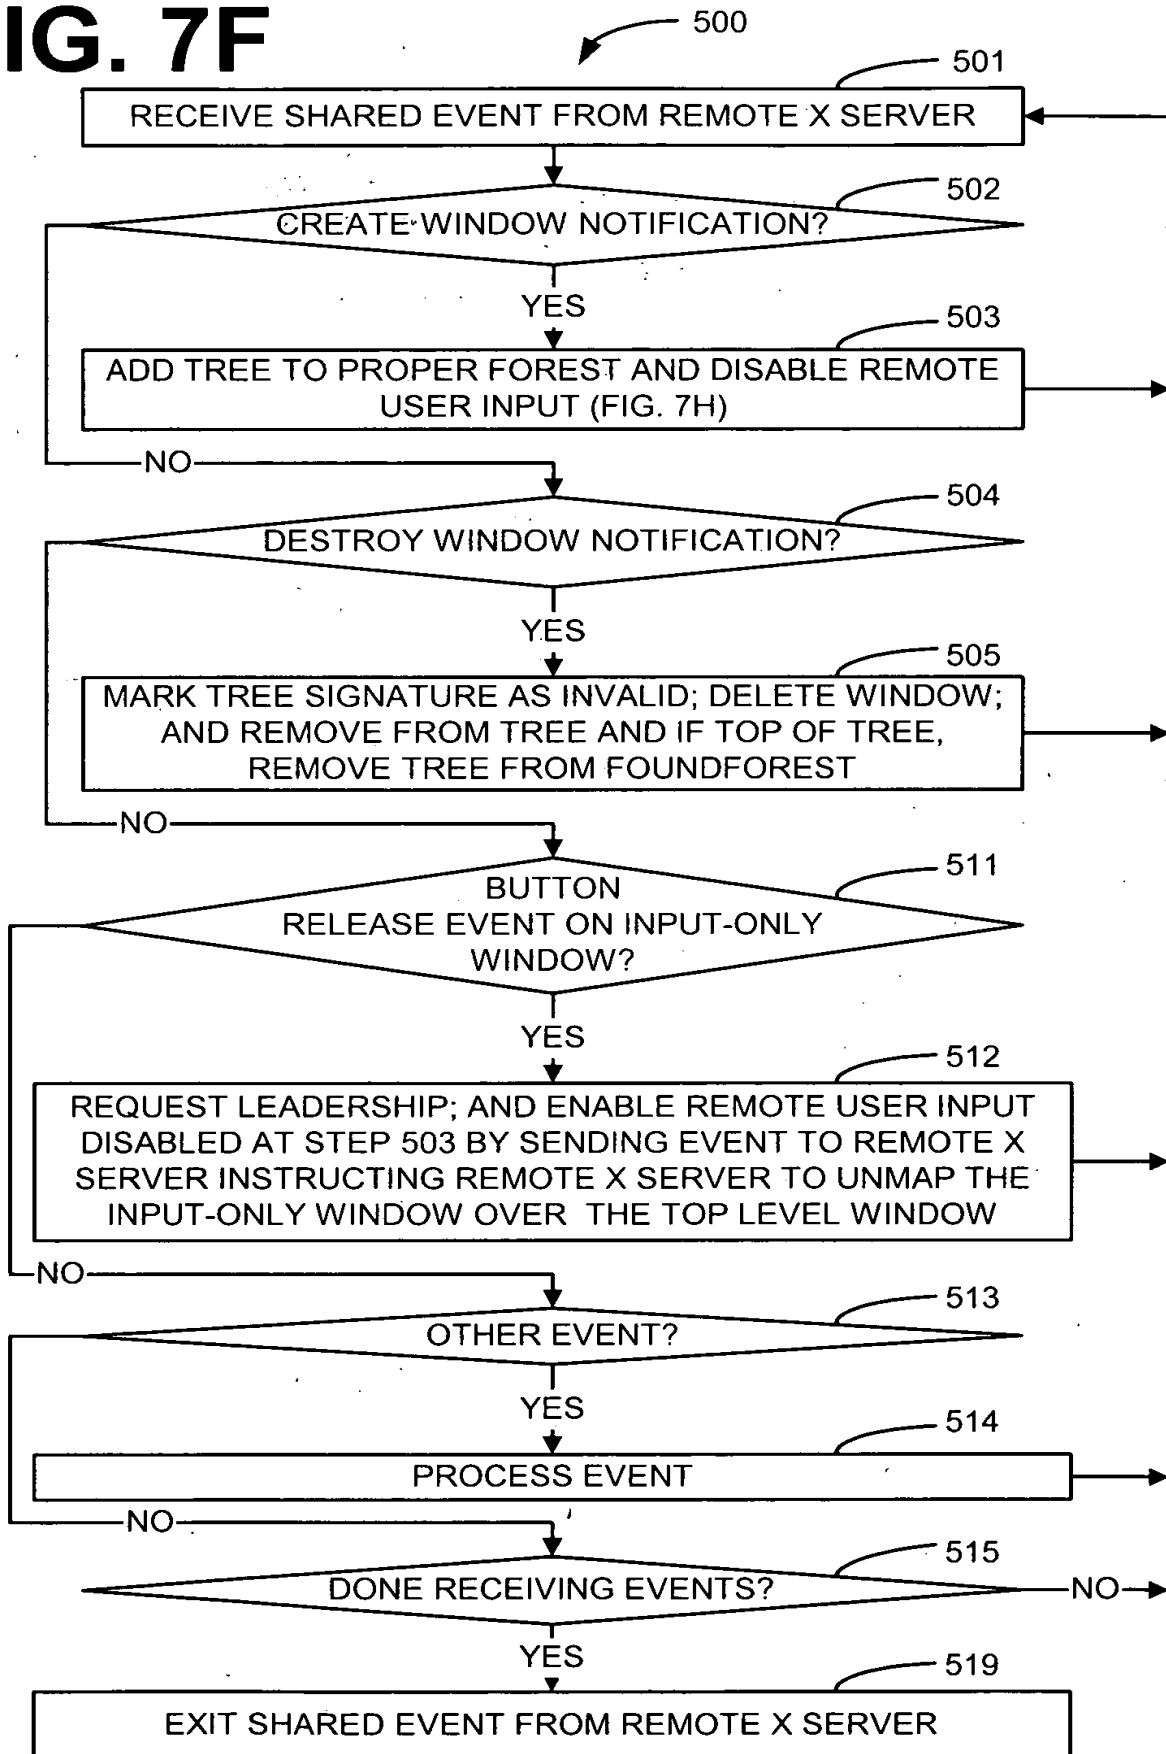 IG. 7F
500
501
RECEIVE SHARED EVENT FROM REMOTE X SERVER
502
CREATE WINDOW NOTIFICATION?
YES
503
ADD TREE TO PROPER FOREST AND DISABLE REMOTE
USER INPUT (FIG. 7H)
NO
504
DESTROY WINDOW NOTIFICATION?
YES
505
MARK TREE SIGNATURE AS INVALID; DELETE WINDOW;
AND REMOVE FROM TREE AND IF TOP OF TREE,
REMOVE TREE FROM FOUNDFOREST
NO
511
BUTTON
RELEASE EVENT ON INPUT-ONLY
WINDOW?
YES
512
REQUEST LEADERSHIP; AND ENABLE REMOTE USER INPUT
DISABLED AT STEP 503 BY SENDING EVENT TO REMOTE X
SERVER INSTRUCTING REMOTE X SERVER TO UNMAP THE
INPUT-ONLY WINDOW OVER THE TOP LEVEL WINDOW
NO
513
OTHER EVENT?
YES
514
PROCESS EVENT
NO
515
DONE RECEIVING EVENTS?
NO
YES
519
EXIT SHARED EVENT FROM REMOTE X SERVER